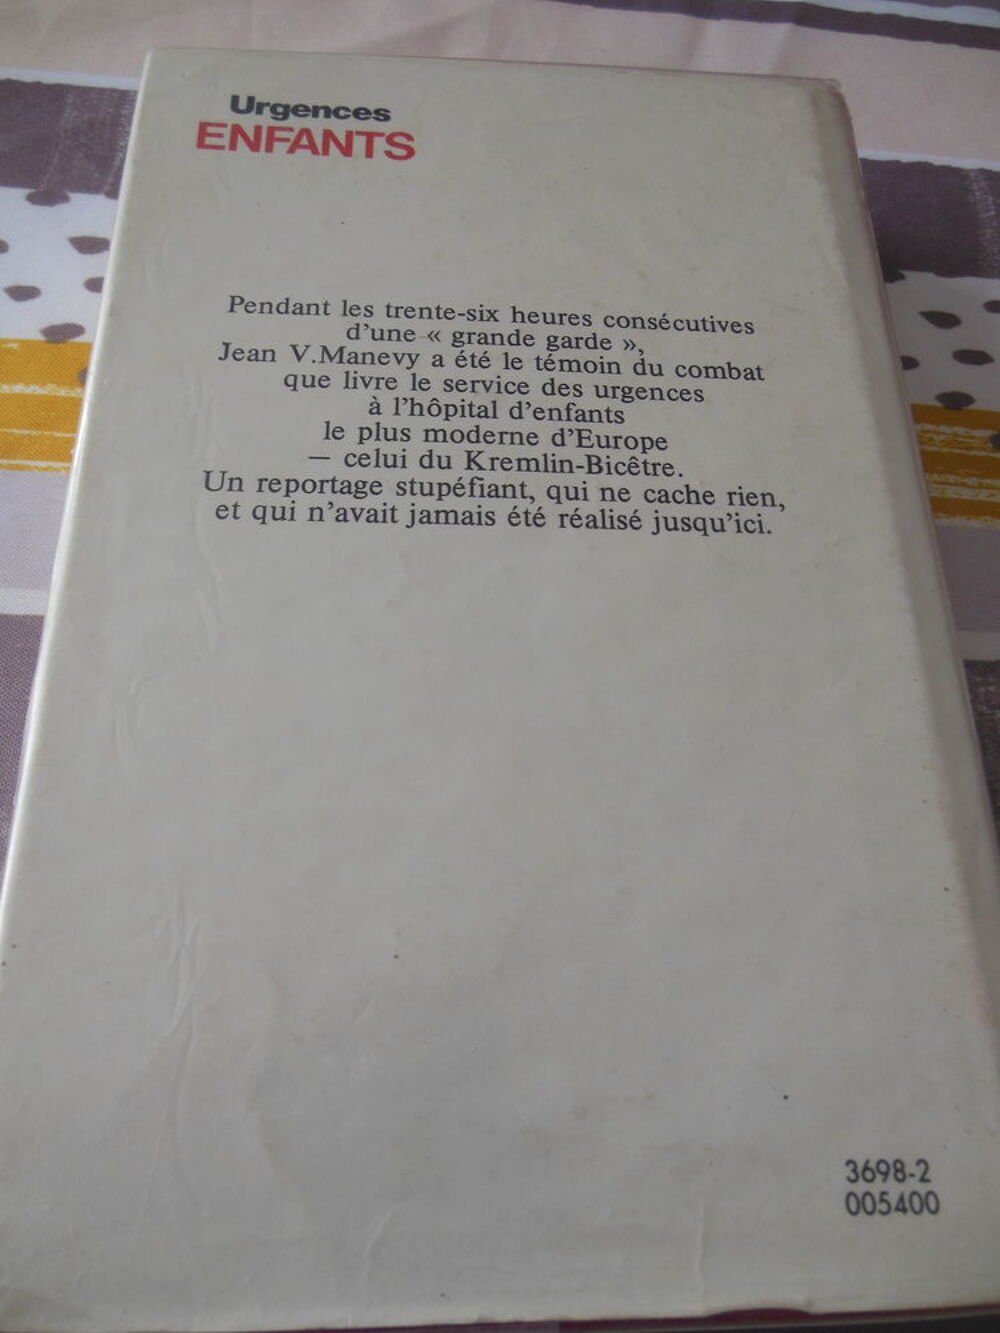 Urgences
ENFANTS
Pendant les trente-six heures consécutives
d'une « grande garde »,
Jean V.Manevy a été le témoin du combat
que livre le service des urgences
à l'hôpital d'enfants
le plus moderne d'Europe
— celui du Kremlin-Bicêtre.
Un reportage stupéfiant, qui ne cache rien,
et qui n'avait jamais été réalisé jusqu'ici.
3698-2
005400